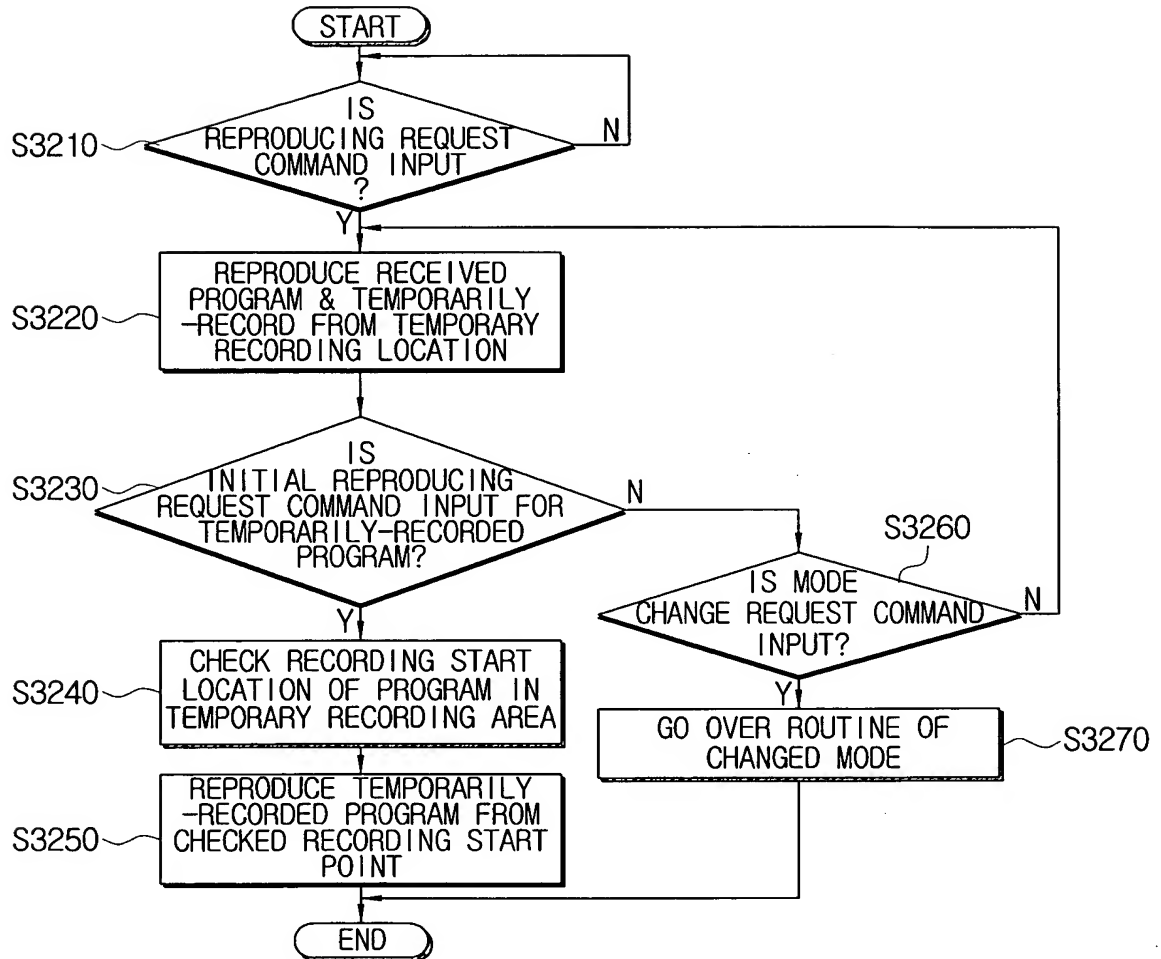 START
IS
REPRODUCING REQUEST
COMMAND INPUT
?
S3210
N
Y
REPRODUCE RECEIVED
PROGRAM & TEMPORARILY
-RECORD FROM TEMPORARY
RECORDING LOCATION
S3220
IS
INITIAL REPRODUCING
REQUEST COMMAND INPUT FOR
TEMPORARILY-RECORDED
PROGRAM?
S3230
N
Y
S3260
IS MODE
CHANGE REQUEST COMMAND
INPUT?
N
Y
CHECK RECORDING START
LOCATION OF PROGRAM IN
TEMPORARY RECORDING AREA
S3240
GO OVER ROUTINE OF
CHANGED MODE
S3270
REPRODUCE TEMPORARILY
-RECORDED PROGRAM FROM
CHECKED RECORDING START
POINT
S3250
END